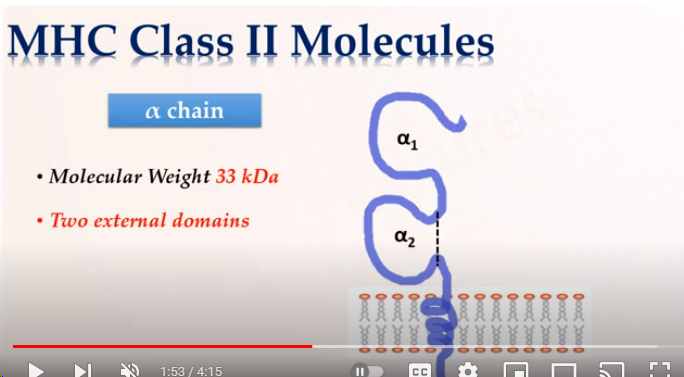 MHC Class II Molecules
α chain
• Molecular Weight 33 kDa
• Two external domains
α1
α2
1:53 / 4:15
CC